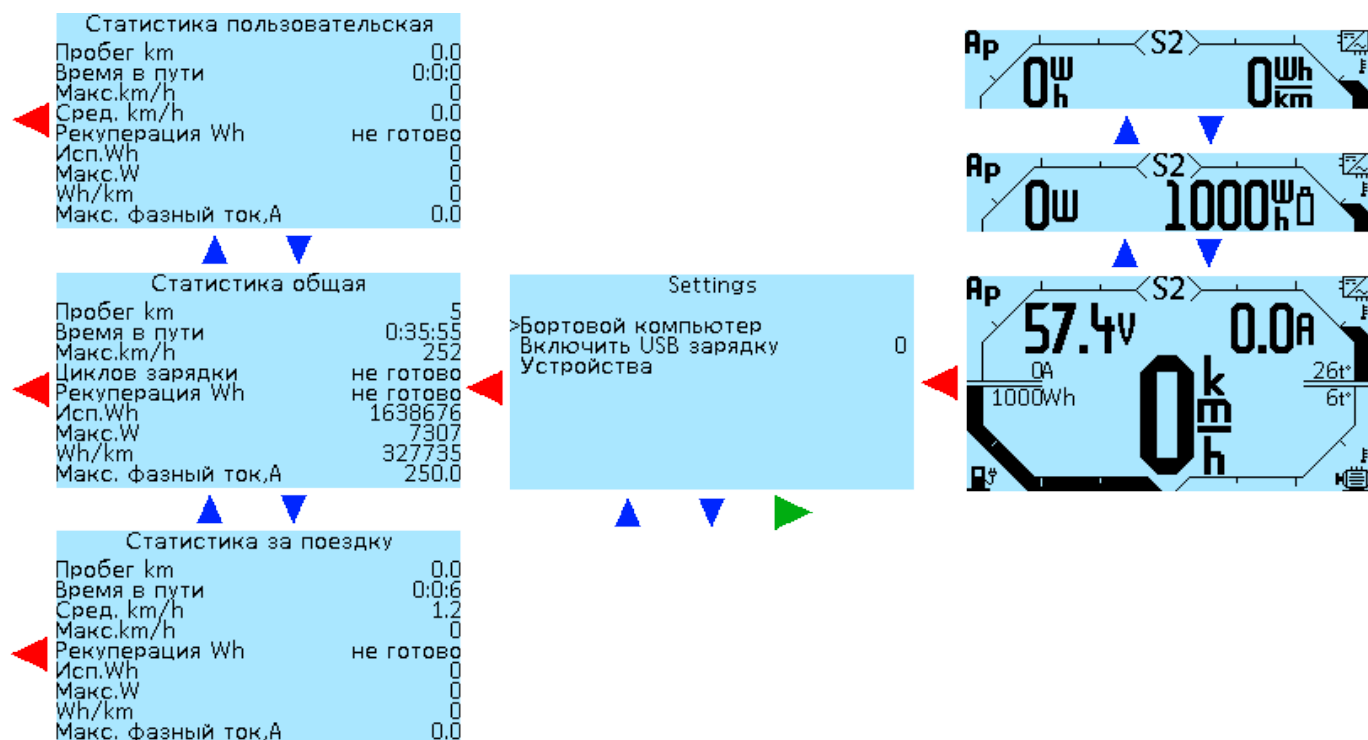 Статистика пользовательская
Пробег km 0.0
Время в пути 0:0:0
Макс.km/h 0
Сред. km/h 0.0
Рекуперация Wh не готово
Исп.Wh 0
Макс.W 0
Wh/km 0
Макс. фазный ток,А 0.0
Статистика общая
Пробег km 5
Время в пути 0:35:55
Макс.km/h 252
Циклов зарядки не готово
Рекуперация Wh не готово
Исп.Wh 1638676
Макс.W 7307
Wh/km 327735
Макс. фазный ток,А 250.0
Статистика за поездку
Пробег km 0.0
Время в пути 0:0:6
Сред. km/h 1.2
Макс.km/h 0
Рекуперация Wh не готово
Исп.Wh 0
Макс.W 0
Wh/km 0
Макс. фазный ток,А 0.0
Settings
>Бортовой компьютер
Включить USB зарядку 0
Устройства
Ap S2
0Wh 0Wh/km
Ap S2
0W 1000Wh
Ap S2
57.4V 0.0A
0A 26t°
1000Wh 6t°
0 km/h